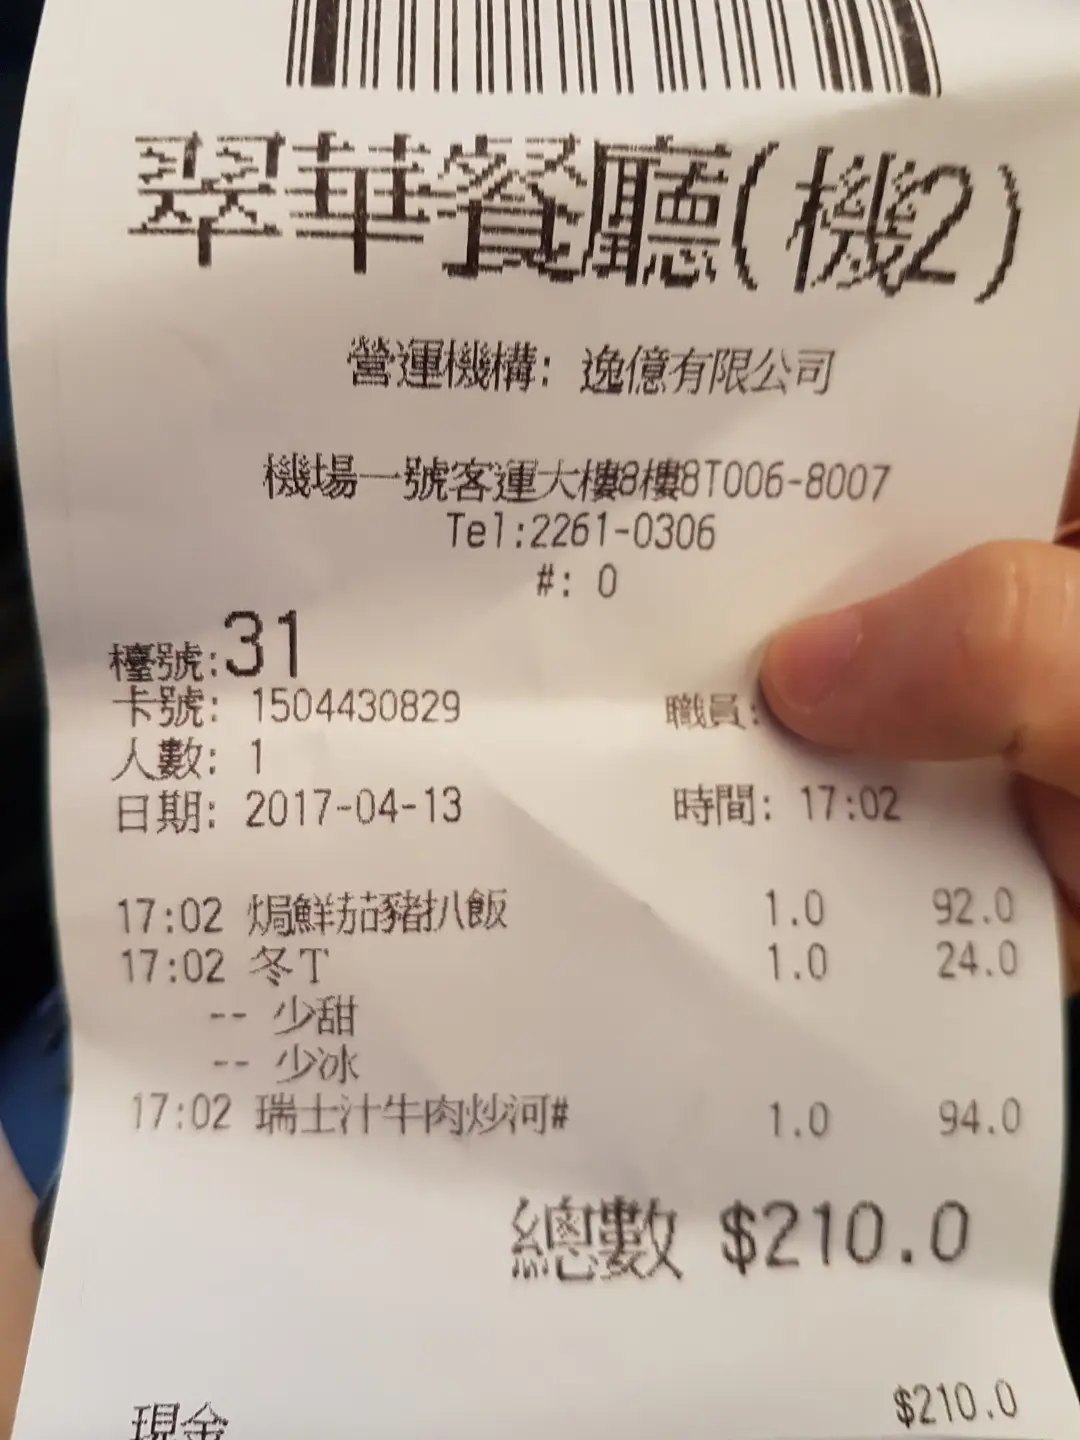 翠華餐廳(機2)
營運機構: 逸億有限公司
機場一號客運大樓8樓8T006-8007
Tel:2261-0306
#: 0
檯號:31
卡號: 1504430829 職員:
人數: 1
日期: 2017-04-13 時間: 17:02
17:02 焗鮮茄豬扒飯 1.0 92.0
17:02 冬T 1.0 24.0
-- 少甜
-- 少冰
17:02 瑞士汁牛肉炒河# 1.0 94.0
總數 $210.0
現金 $210.0